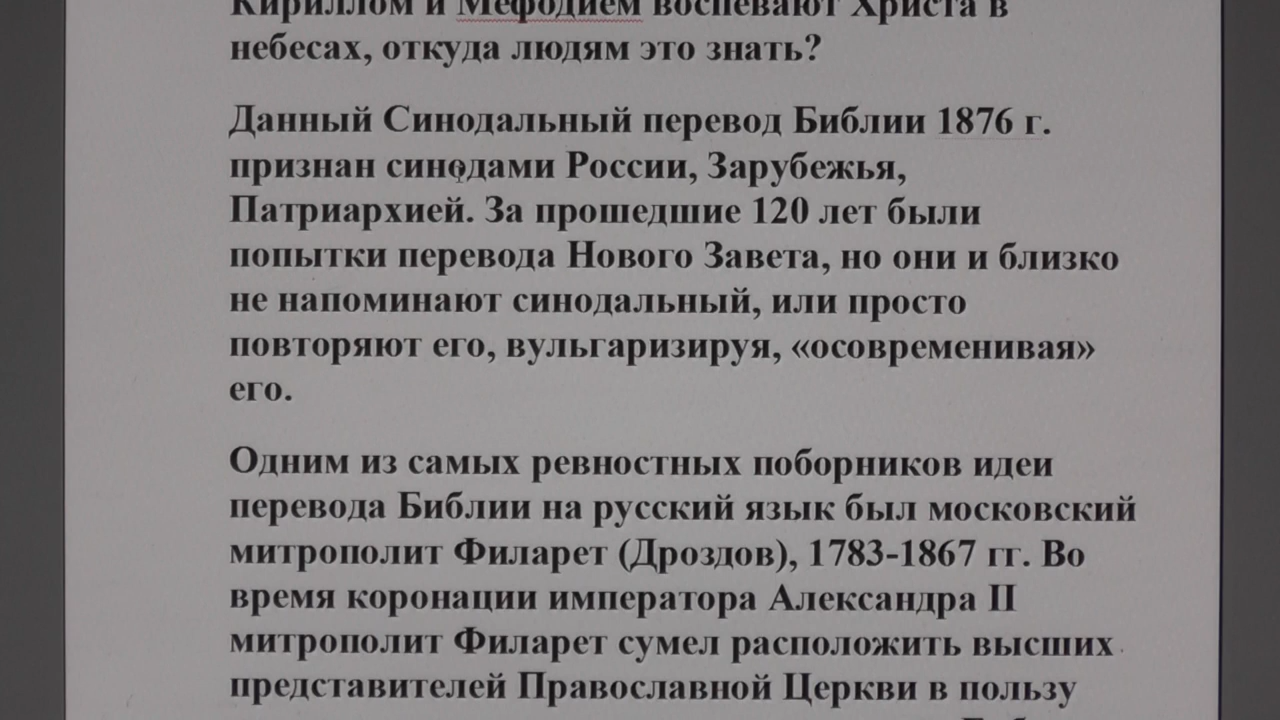 Кириллом и Мефодием воспевают Христа в
небесах, откуда людям это знать?
Данный Синодальный перевод Библии 1876 г.
признан синодами России, Зарубежья,
Патриархией. За прошедшие 120 лет были
попытки перевода Нового Завета, но они и близко
не напоминают синодальный, или просто
повторяют его, вульгаризируя, «осовременивая»
его.
Одним из самых ревностных поборников идеи
перевода Библии на русский язык был московский
митрополит Филарет (Дроздов), 1783-1867 гг. Во
время коронации императора Александра II
митрополит Филарет сумел расположить высших
представителей Православной Церкви в пользу